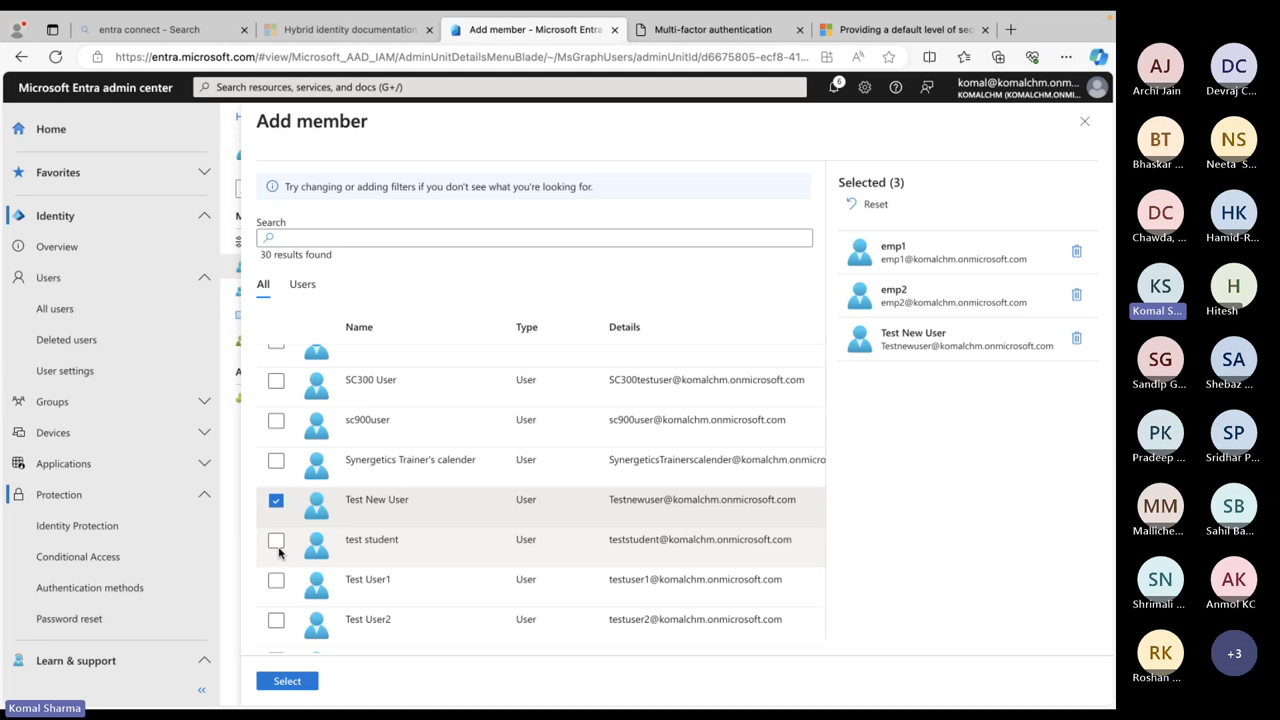 entra connect - Search
Hybrid identity documentation
Add member - Microsoft Entra
Multi-factor authentication
Providing a default level of sec
https://entra.microsoft.com/#view/Microsoft_AAD_IAM/AdminUnitDetailsMenuBlade/~/MsGraphUsers/adminUnitId/d6675805-ecf8-41...
Microsoft Entra admin center
Search resources, services, and docs (G+/)
6
komal@komalchm.onm...
KOMALCHM (KOMALCHM.ONMI...
Home
Favorites
Identity
Overview
Users
All users
Deleted users
User settings
Groups
Devices
Applications
Protection
Identity Protection
Conditional Access
Authentication methods
Password reset
Learn & support
Komal Sharma
Add member
Try changing or adding filters if you don't see what you're looking for.
Search
30 results found
All Users
Name Type Details
SC300 User User SC300testuser@komalchm.onmicrosoft.com
sc900user User sc900user@komalchm.onmicrosoft.com
Synergetics Trainer's calender User SynergeticsTrainerscalender@komalchm.onmicro
Test New User User Testnewuser@komalchm.onmicrosoft.com
test student User teststudent@komalchm.onmicrosoft.com
Test User1 User testuser1@komalchm.onmicrosoft.com
Test User2 User testuser2@komalchm.onmicrosoft.com
Select
Selected (3)
Reset
emp1
emp1@komalchm.onmicrosoft.com
emp2
emp2@komalchm.onmicrosoft.com
Test New User
Testnewuser@komalchm.onmicrosoft.com
AJ DC
Archi Jain Devraj C...
BT NS
Bhaskar ... Neeta S...
DC HK
Chawda, ... Hamid-R...
KS H
Komal S... Hitesh
SG SA
Sandip G... Shebaz ...
PK SP
Pradeep ... Sridhar P...
MM SB
Malliche... Sahil Ba...
SN AK
Shrimali ... Anmol KC
RK +3
Roshan ...